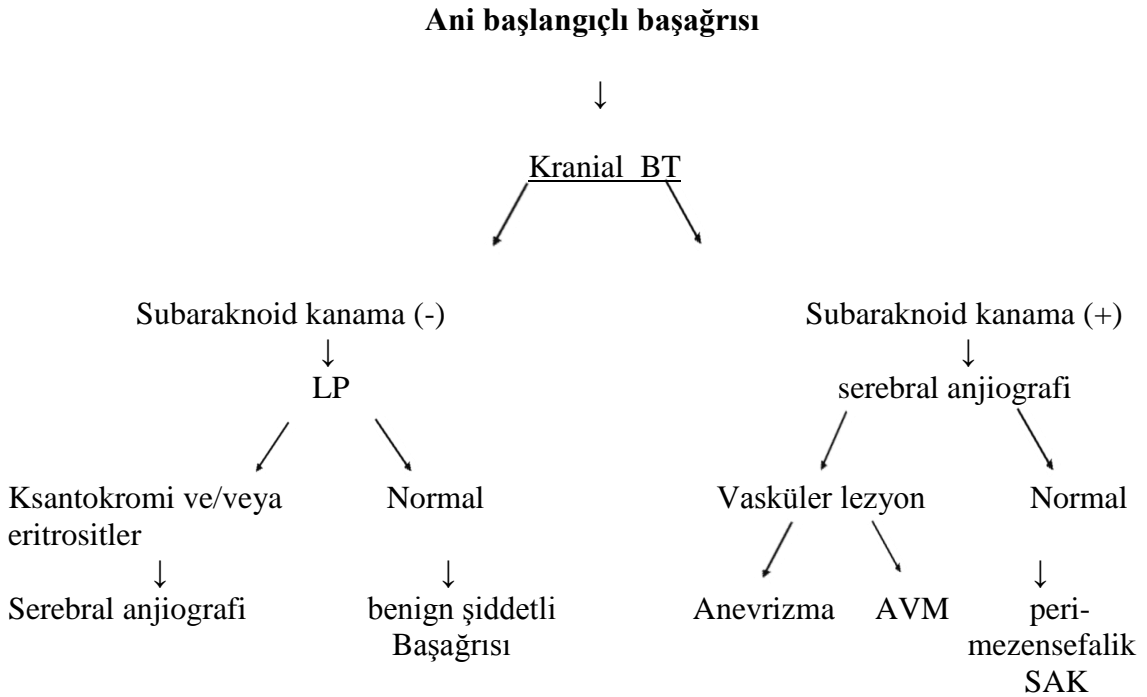 Ani başlangıçlı başağrısı
↓
Kranial BT
Subaraknoid kanama (-)
Subaraknoid kanama (+)
↓
↓
LP
serebral anjiografi
Ksantokromi ve/veya
eritrositler
Normal
Vasküler lezyon
Normal
↓
↓
↓
Serebral anjiografi
benign şiddetli
Başağrısı
Anevrizma
AVM
peri-
mezensefalik
SAK